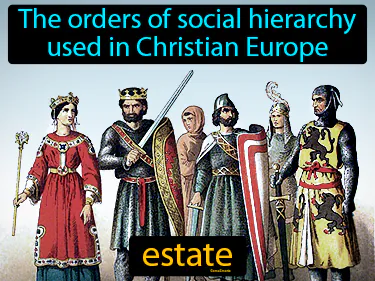 The orders of social hierarchy
used in Christian Europe
estate